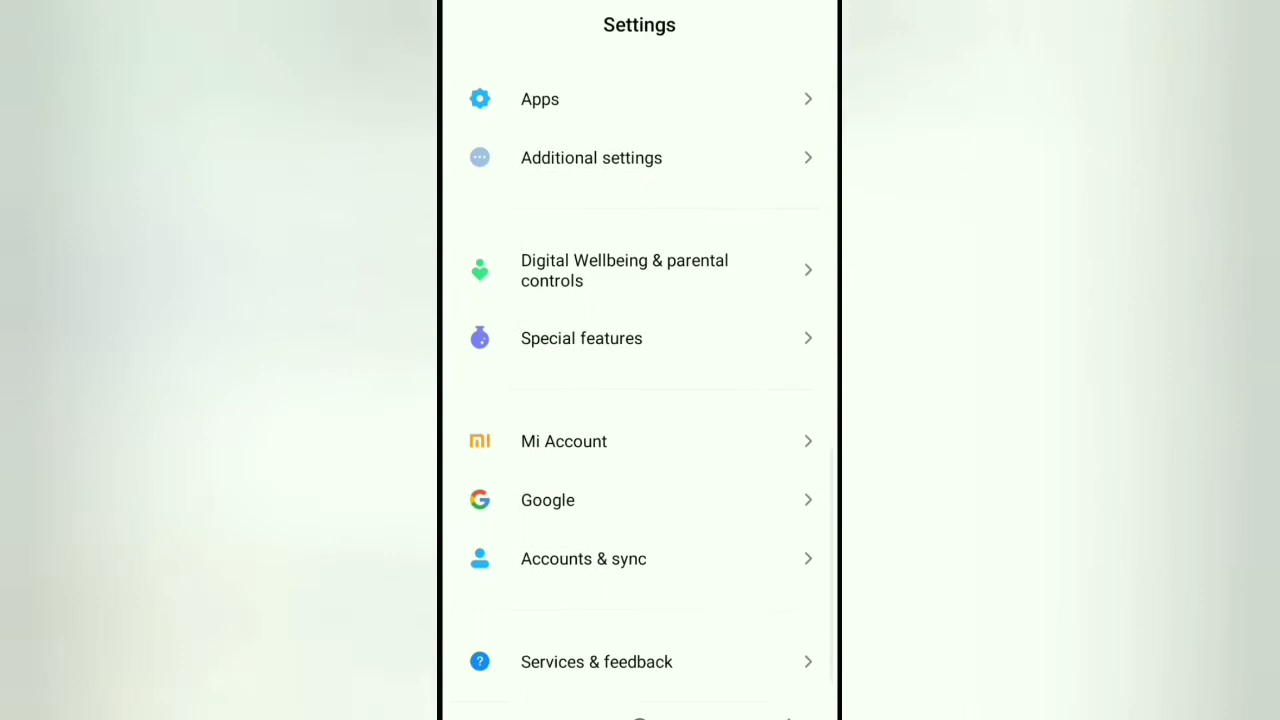 Settings
Apps
Additional settings
Digital Wellbeing & parental
controls
Special features
Mi Account
Google
Accounts & sync
Services & feedback